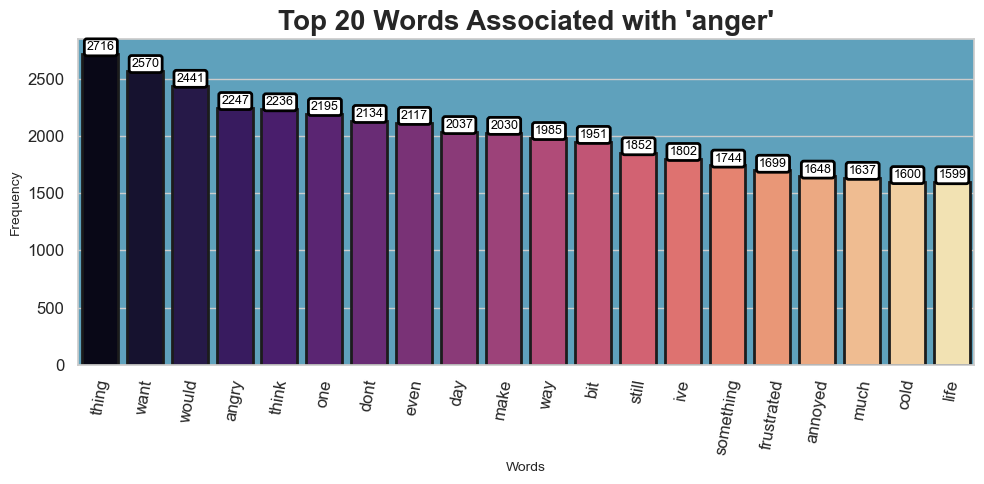 Top 20 Words Associated with 'anger'
Frequency
2500
2000
1500
1000
500
0
2716
2570
2441
2247
2236
2195
2134
2117
2037
2030
1985
1951
1852
1802
1744
1699
1648
1637
1600
1599
thing
want
would
angry
think
one
dont
even
day
make
way
bit
still
ive
something
frustrated
annoyed
much
cold
life
Words